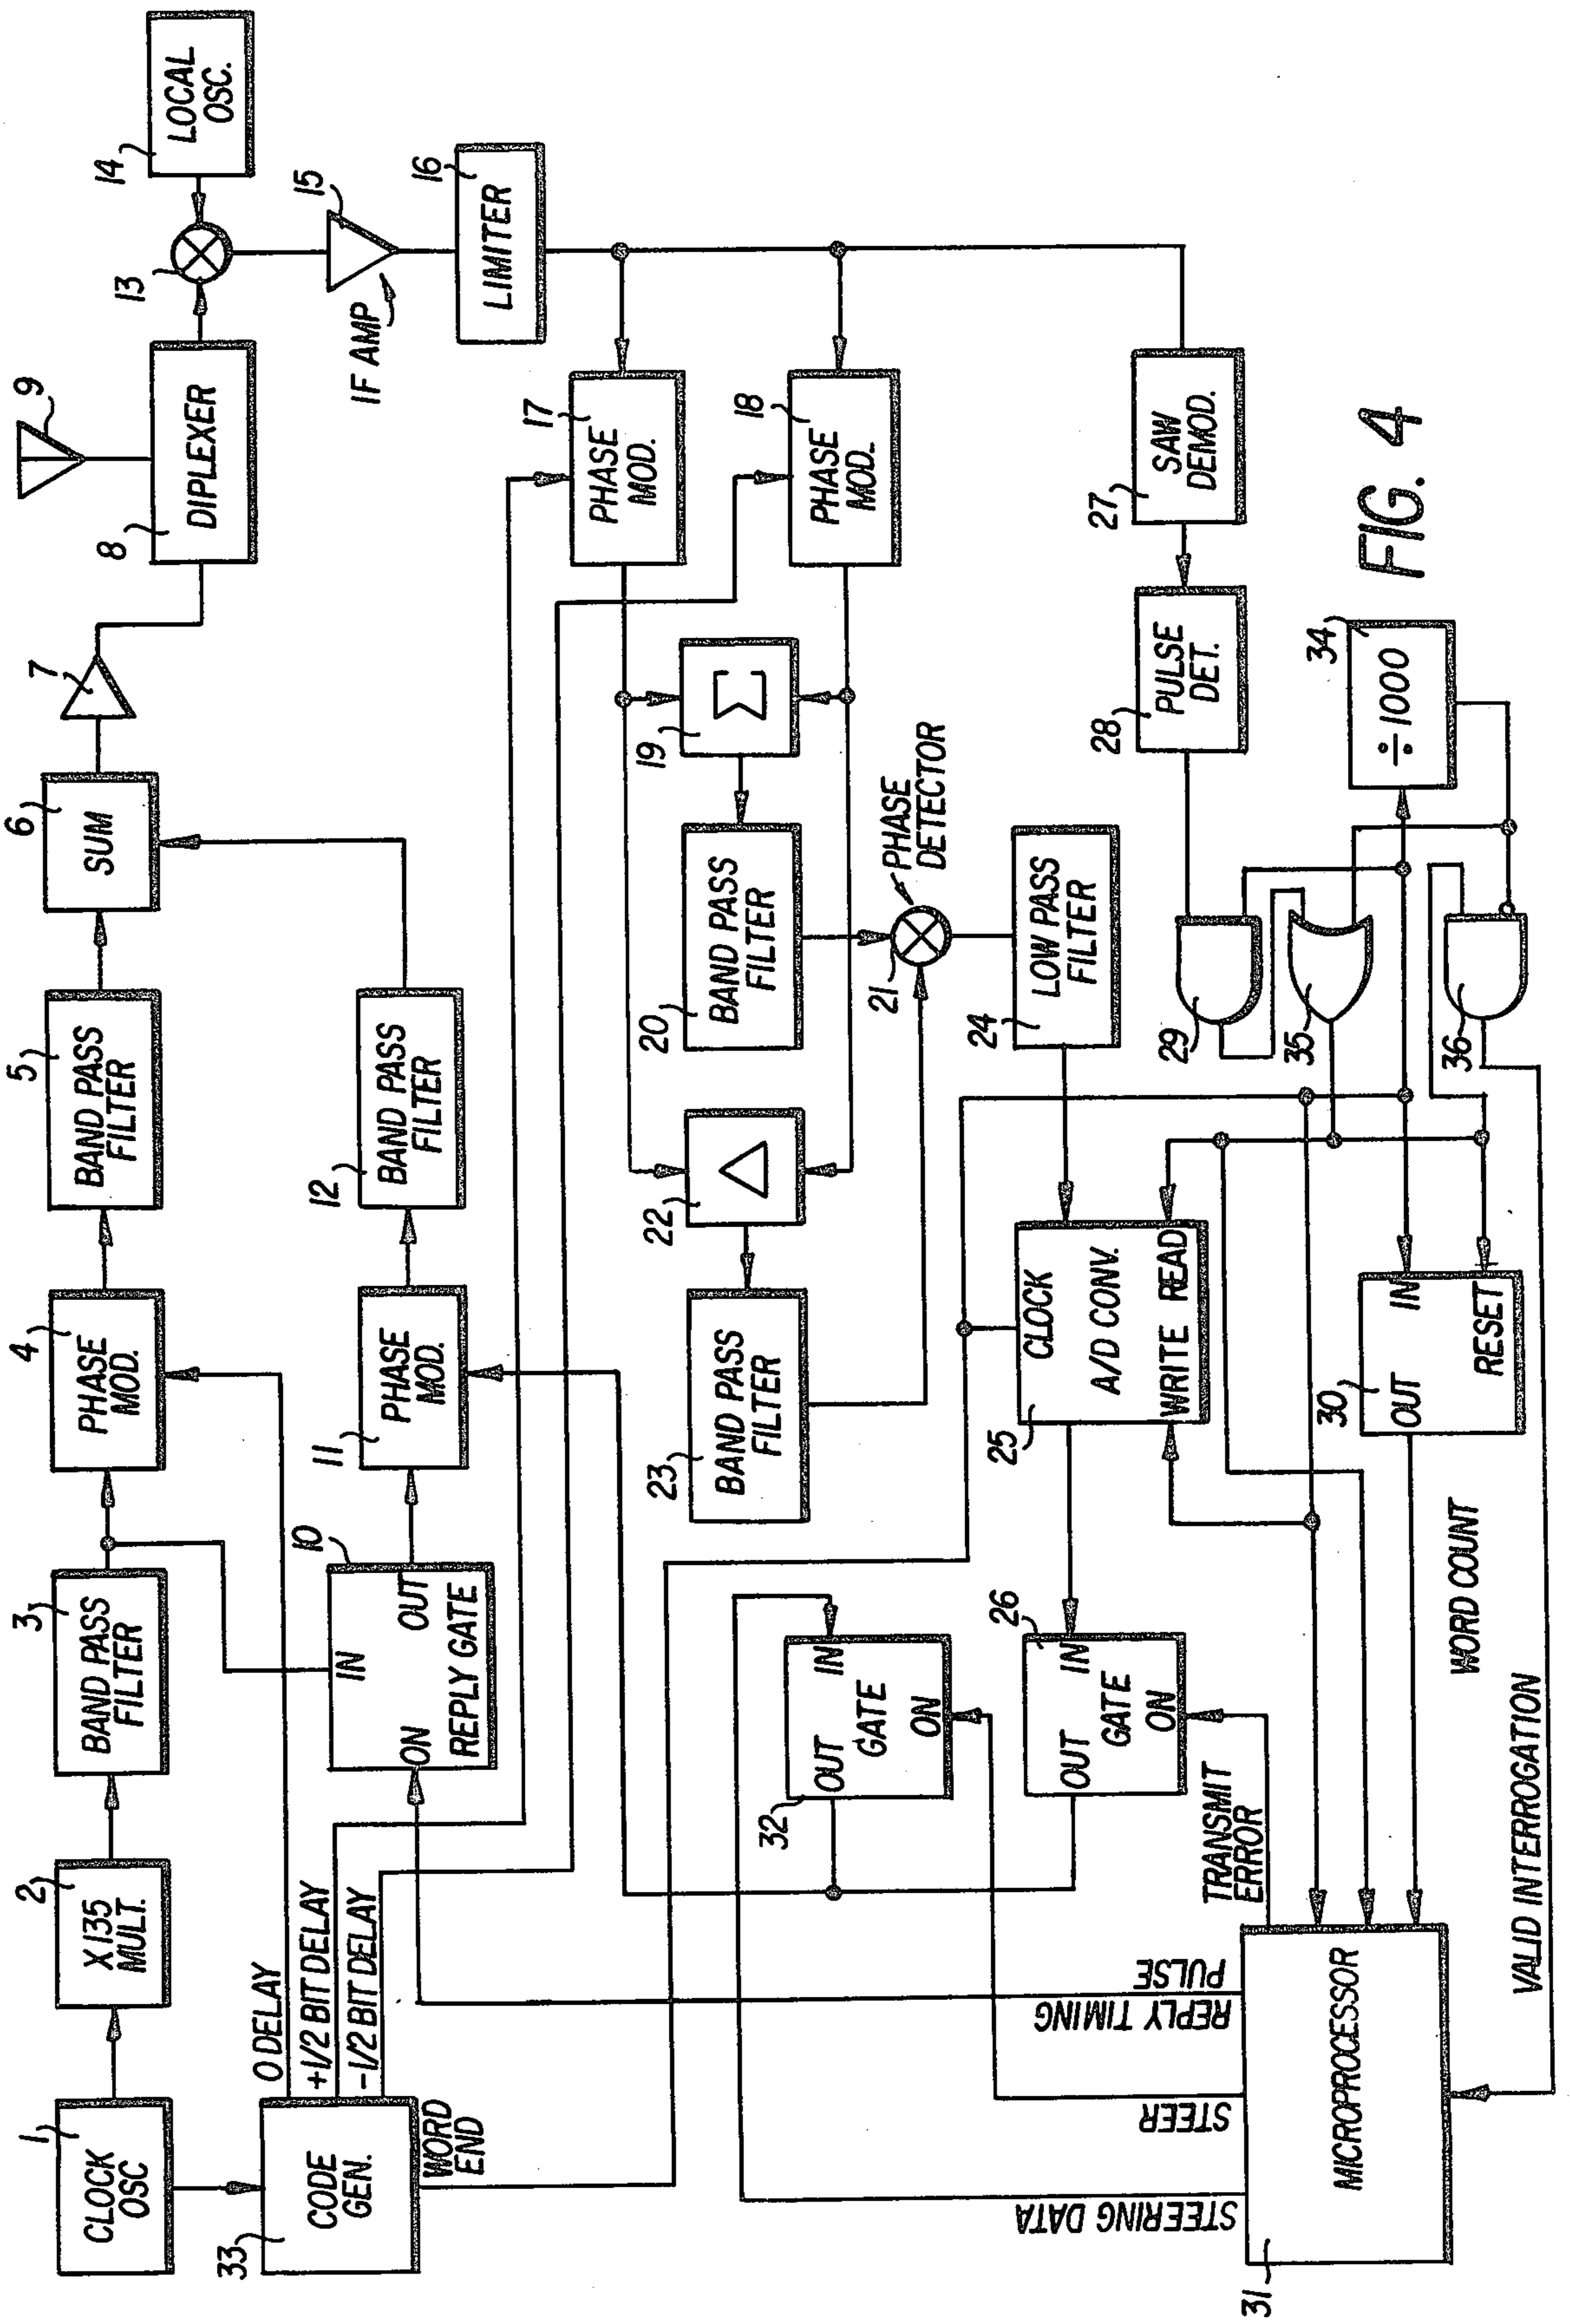 1
CLOCK
OSC
2
X135
MULT.
3
BAND PASS
FILTER
4
PHASE
MOD.
5
BAND PASS
FILTER
6
SUM
7
8
DIPLEXER
9
13
14
LOCAL
OSC.
33
CODE
GEN.
0 DELAY
+1/2 BIT DELAY
-1/2 BIT DELAY
WORD
END
10
IN
ON
OUT
REPLY GATE
11
PHASE
MOD.
12
BAND PASS
FILTER
15
IF AMP
16
LIMITER
17
PHASE
MOD.
18
PHASE
MOD.
19
Σ
20
BAND PASS
FILTER
21
PHASE
DETECTOR
22
△
23
BAND PASS
FILTER
24
LOW PASS
FILTER
25
CLOCK
A/D CONV.
WRITE READ
32
OUT
IN
GATE
ON
26
OUT
IN
GATE
ON
TRANSMIT
ERROR
27
SAW
DEMOD.
28
PULSE
DET.
29
35
36
34
÷1000
30
OUT
IN
RESET
WORD COUNT
VALID INTERROGATION
31
MICROPROCESSOR
STEERING DATA
STEER
REPLY TIMING
PULSE
FIG. 4